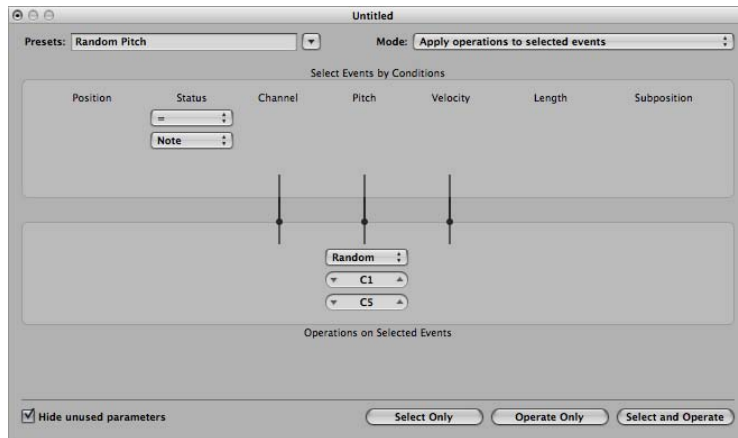 Untitled
Presets: Random Pitch Mode: Apply operations to selected events
Select Events by Conditions
Position Status Channel Pitch Velocity Length Subposition
=
Note
Random
C1
C5
Operations on Selected Events
Hide unused parameters Select Only Operate Only Select and Operate